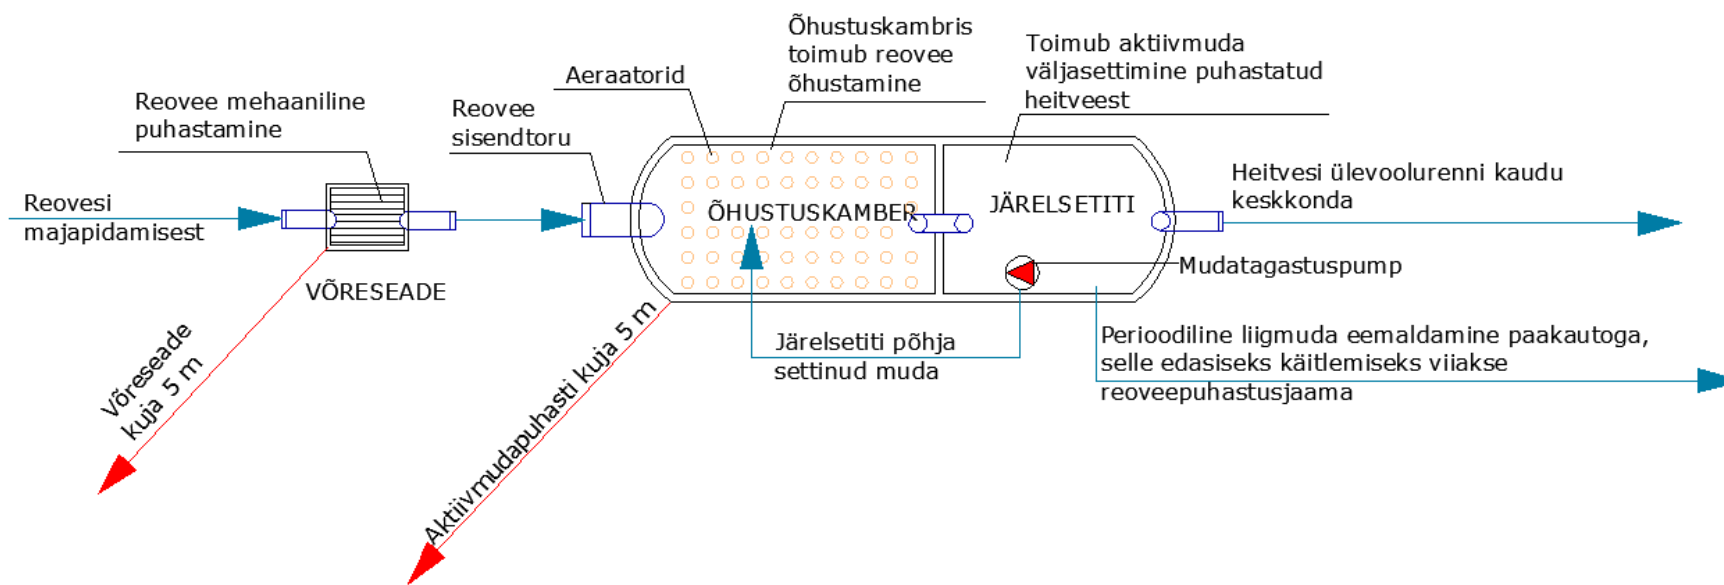 Õhustuskambris
toimub reovee
õhustamine
Toimub aktiivmuda
väljasettimine puhastatud
heitveest
Aeraatorid
Reovee mehaaniline
puhastamine
Reovee
sisendtoru
Reovesi
majapidamisest
ÕHUSTUSKAMBER
JÄRELSETITI
Heitvesi ülevoolurenni kaudu
keskkonda
VÕRESEADE
Mudatagastuspump
Võreseade
kuja 5 m
Aktiivmudapuhasti kuja 5 m
Järelsetiti põhja
settinud muda
Perioodiline liigmuda eemaldamine paakautoga,
selle edasiseks käitlemiseks viiakse
reoveepuhastusjaama